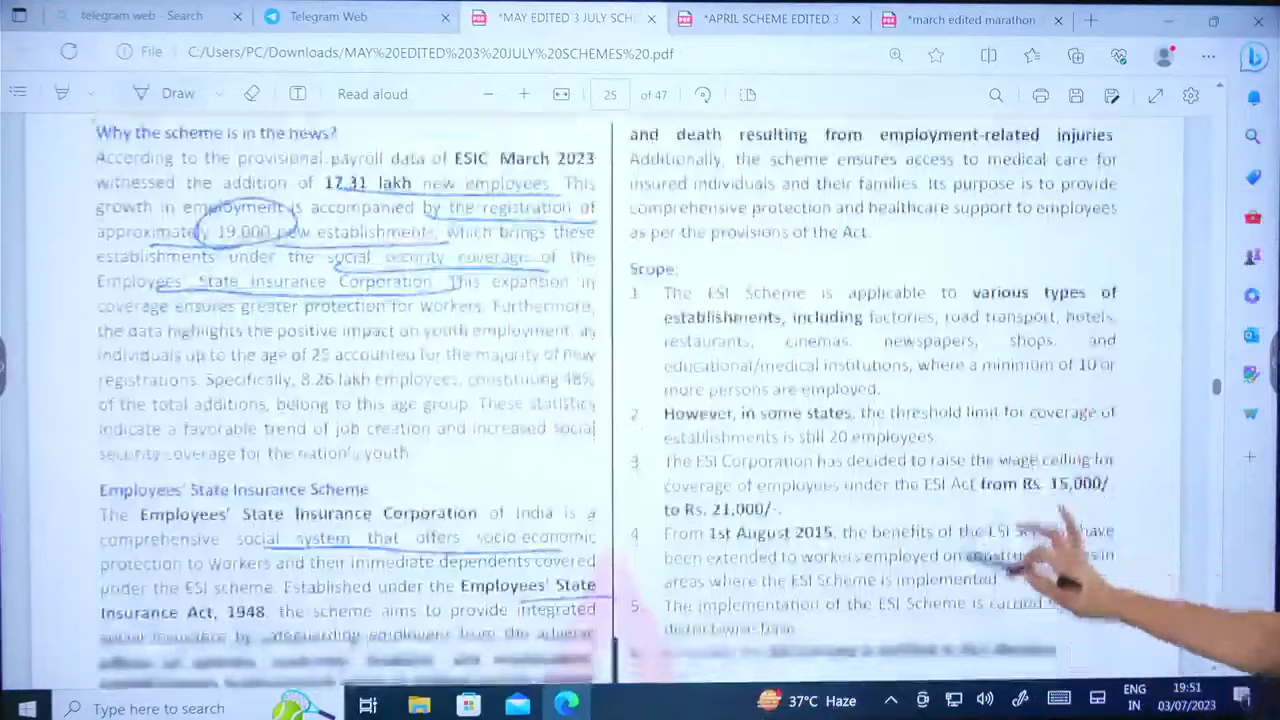 telegram web - Search
Telegram Web
*MAY EDITED 3 JULY SCH
*APRIL SCHEME EDITED 3
*march edited marathon
File
C:/Users/PC/Downloads/MAY%20EDITED%203%20JULY%20SCHEMES%20.pdf
Draw
Read aloud
25
of 47
Why the scheme is in the news?
According to the provisional payroll data of ESIC March 2023
witnessed the addition of 17.31 lakh new employees. This
growth in employment is accompanied by the registration of
19,000 new establishments, which brings these
establishments under the social security coverage of the
Employees' State Insurance Corporation. This expansion in
coverage ensures greater protection for workers. Furthermore,
the data highlights the positive impact on youth employment, as
individuals up to the age of 25 accounted for the majority of new
registrations. Specifically, 8.26 lakh employees, constituting 48%
of the total additions, belong to this age group. These statistics
indicate a favorable trend of job creation and increased social
security coverage for the nation's youth.
Employees' State Insurance Scheme
The Employees' State Insurance Corporation of India is a
comprehensive social system that offers socio-economic
protection to Workers and their immediate dependents covered
under the ESI scheme. Established under the Employees' State
Insurance Act, 1948, the scheme aims to provide integrated
and death resulting from employment-related injuries
Additionally, the scheme ensures access to medical care for
insured individuals and their families. Its purpose is to provide
comprehensive protection and healthcare support to employees
as per the provisions of the Act.
Scope:
1 The ESI Scheme is applicable to various types of
establishments, including factories, road transport, hotels,
restaurants, cinemas, newspapers, shops, and
educational/medical institutions, where a minimum of 10 or
more persons are employed.
2 However, in some states, the threshold limit for coverage of
establishments is still 20 employees.
3 The ESI Corporation has decided to raise the wage ceiling for
coverage of employees under the ESI Act from Rs. 15,000/
to Rs. 21,000/-.
4 From 1st August 2015, the benefits of the ESI have
been extended to workers employed on in
areas where the ESI Scheme is implemented
5. The implementation of the ESI Scheme is carried
Type here to search
37°C Haze
ENG
IN
19:51
03/07/2023